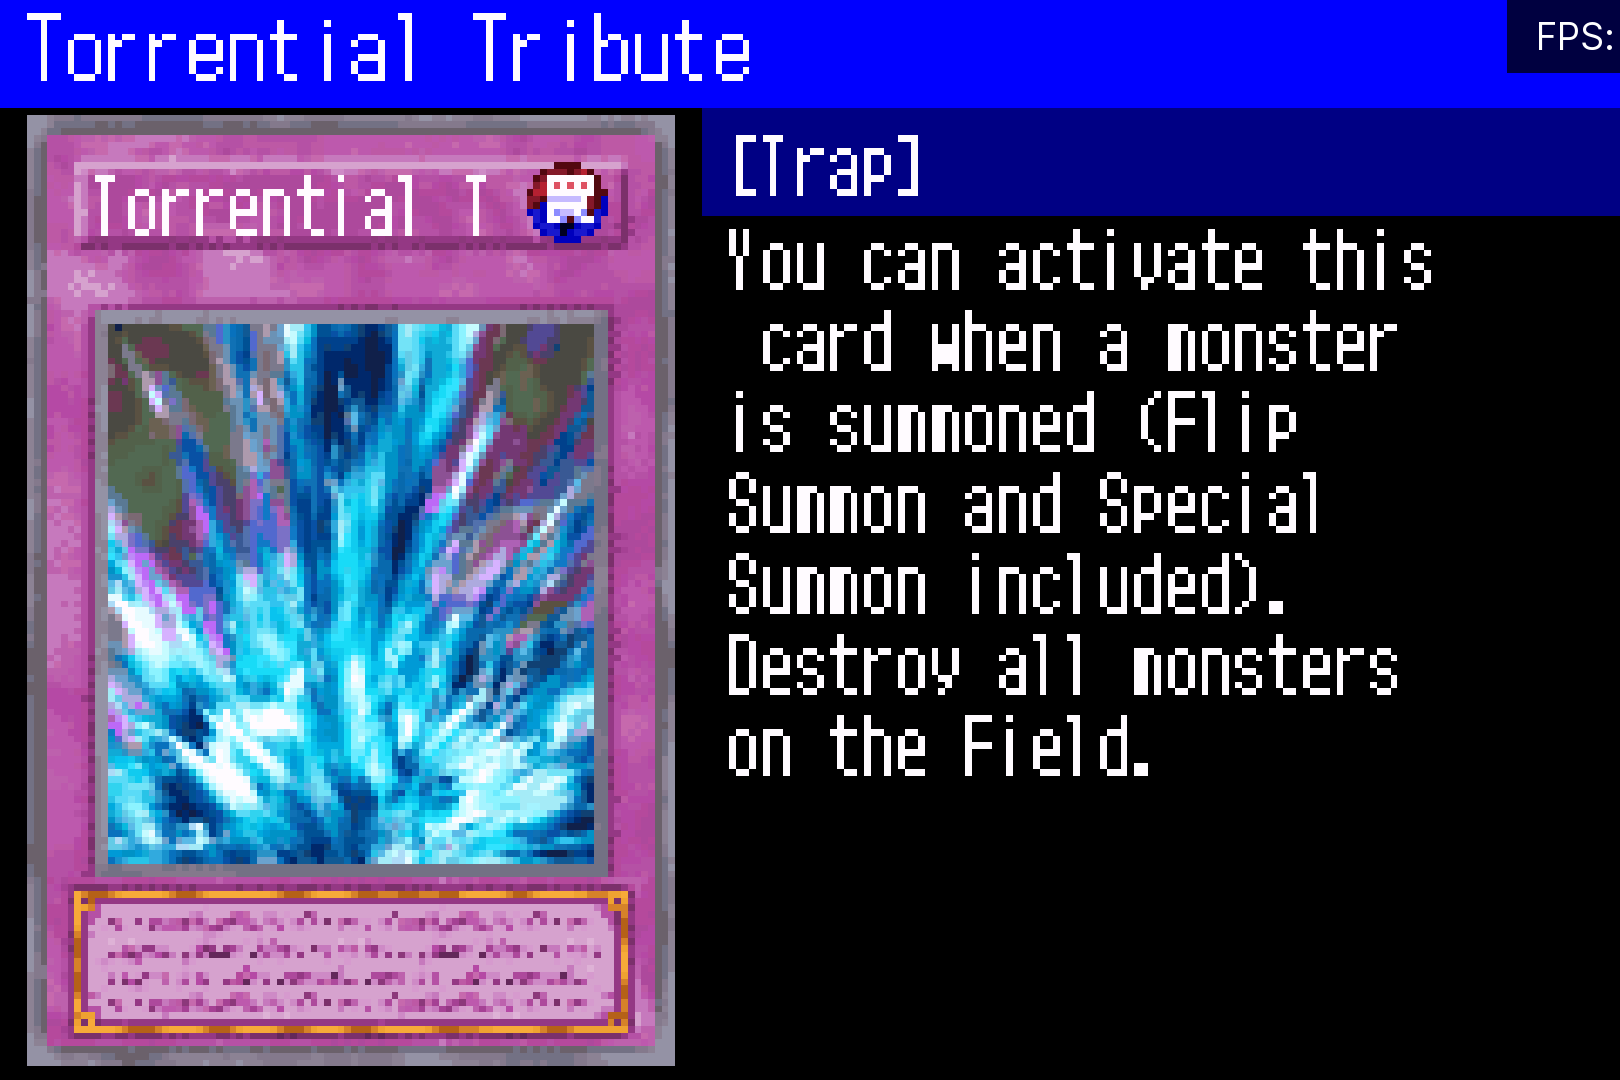 Torrential Tribute
FPS:
Torrential T
[Trap]
You can activate this
card when a monster
is summoned (Flip
Summon and Special
Summon included).
Destroy all monsters
on the Field.